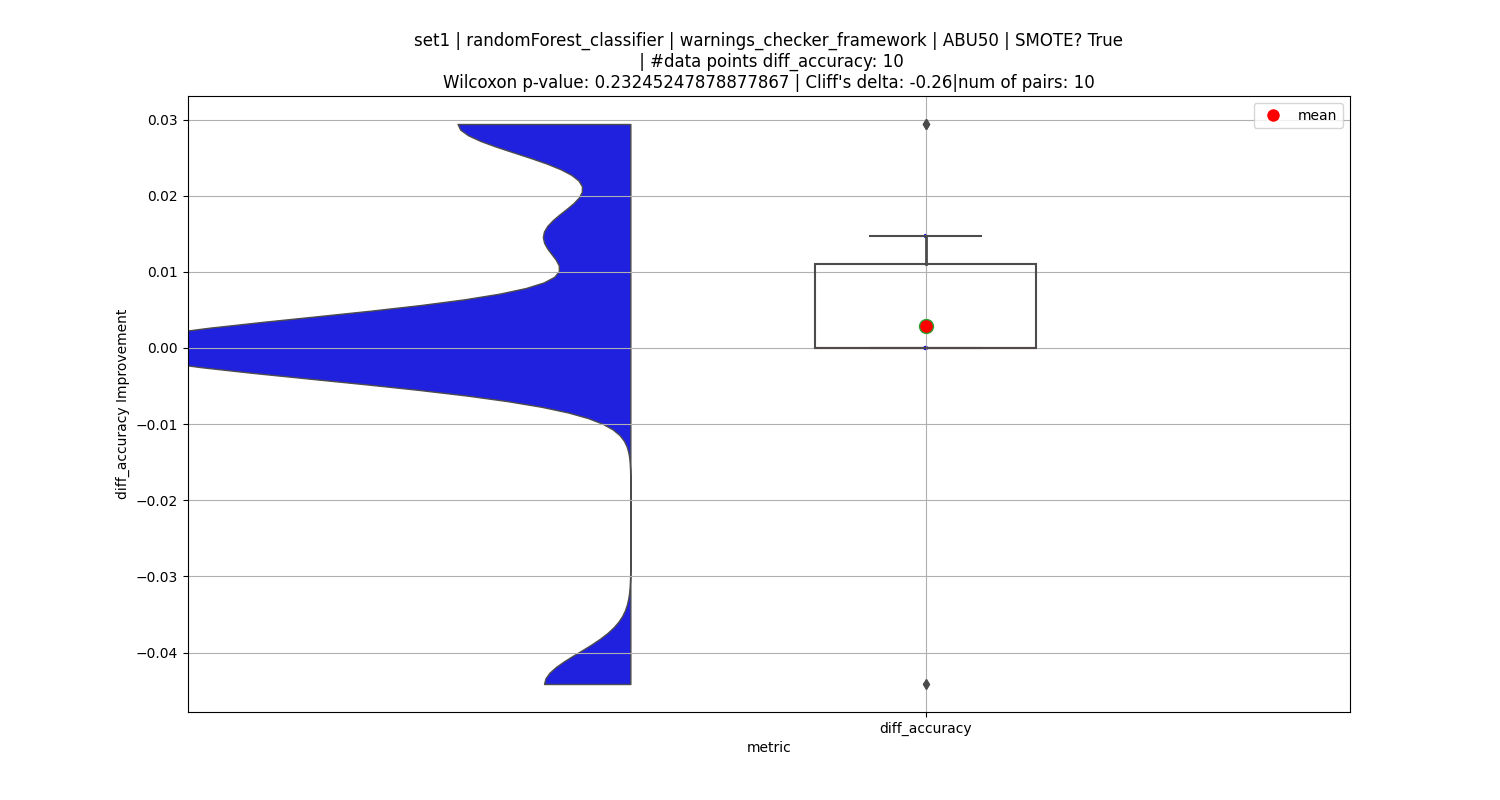 set1 | randomForest_classifier | warnings_checker_framework | ABU50 | SMOTE? True
| #data points diff_accuracy: 10
Wilcoxon p-value: 0.23245247878877867 | Cliff's delta: -0.26|num of pairs: 10
mean
0.03
0.02
0.01
0.00
−0.01
−0.02
−0.03
−0.04
diff_accuracy Improvement
diff_accuracy
metric